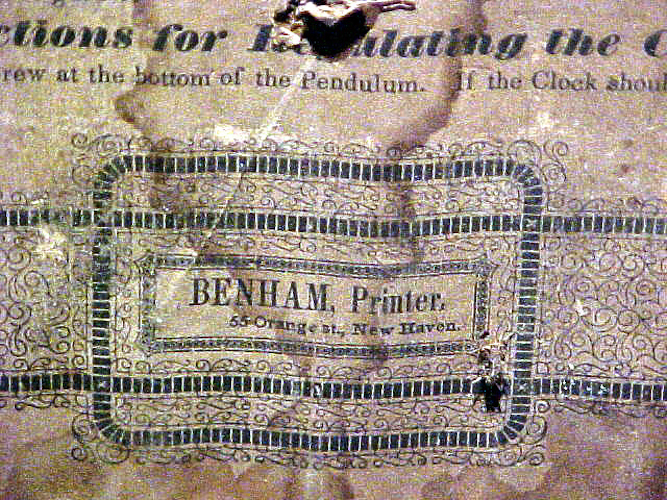 ctions for Regulating the C
rew at the bottom of the Pendulum. If the Clock shou
BENHAM, Printer,
55 Orange st., New Haven.